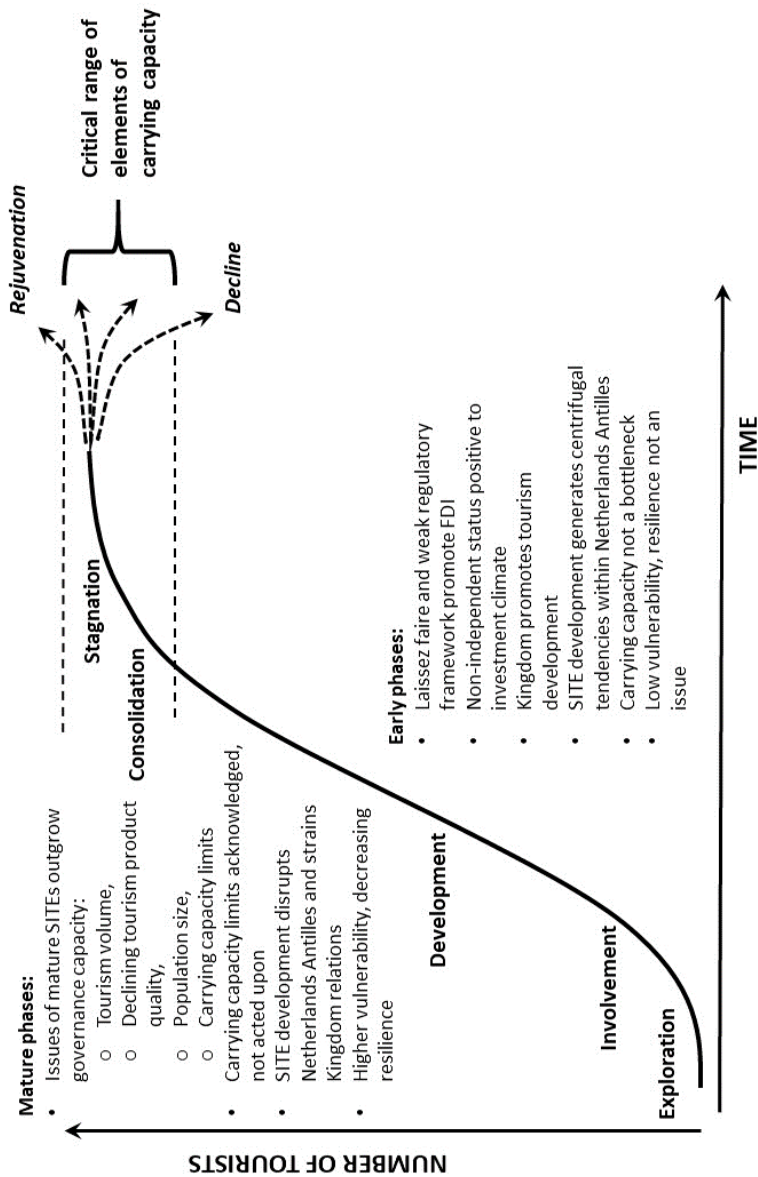 Mature phases:
• Issues of mature SITEs outgrow
governance capacity:
o Tourism volume,
o Declining tourism product
quality,
o Population size,
o Carrying capacity limits
• Carrying capacity limits acknowledged,
not acted upon
• SITE development disrupts
Netherlands Antilles and strains
Kingdom relations
• Higher vulnerability, decreasing
resilience
NUMBER OF TOURISTS
Exploration
Involvement
Development
Consolidation
Stagnation
Rejuvenation
Decline
Critical range of
elements of
carrying capacity
Early phases:
• Laissez faire and weak regulatory
framework promote FDI
• Non-independent status positive to
investment climate
• Kingdom promotes tourism
development
• SITE development generates centrifugal
tendencies within Netherlands Antilles
• Carrying capacity not a bottleneck
• Low vulnerability, resilience not an
issue
TIME